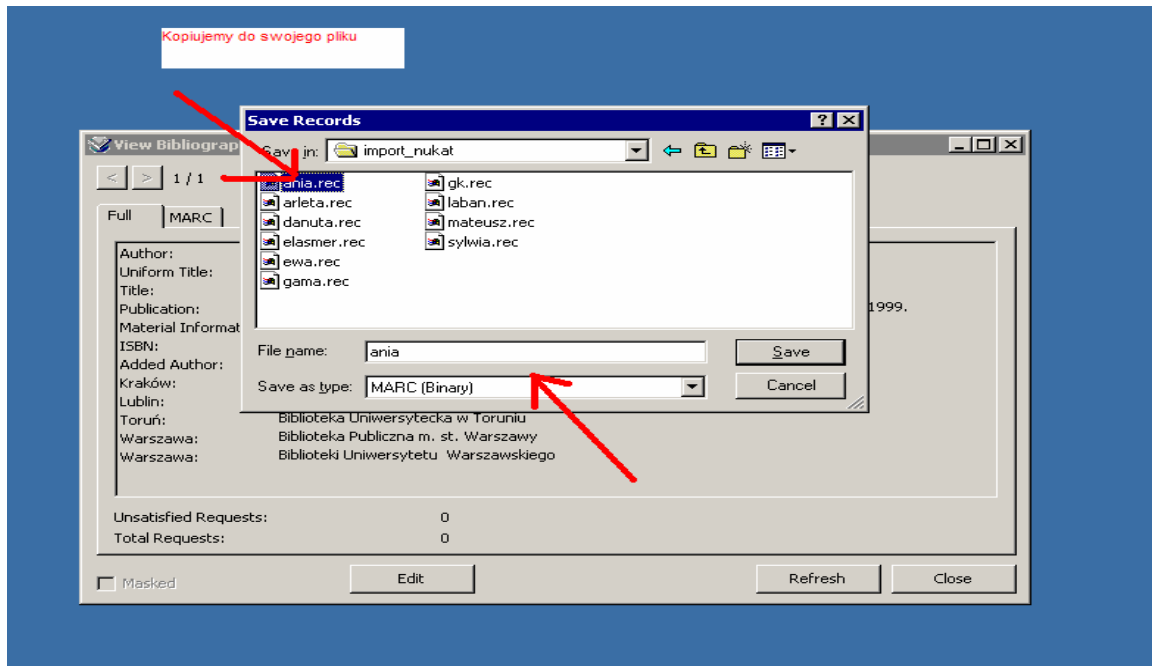 Kopiujemy do swojego pliku
Save Records
View Bibliograp
Save in: import_nukat
< > 1 / 1
ania.rec gk.rec
arleta.rec laban.rec
danuta.rec mateusz.rec
elasmer.rec sylwia.rec
ewa.rec
gama.rec
Full MARC
Author:
Uniform Title:
Title:
Publication: 1999.
Material Informat
ISBN:
Added Author:
Kraków:
Lublin:
File name: ania Save
Save as type: MARC (Binary) Cancel
Toruń: Biblioteka Uniwersytecka w Toruniu
Warszawa: Biblioteka Publiczna m. st. Warszawy
Warszawa: Biblioteki Uniwersytetu Warszawskiego
Unsatisfied Requests: 0
Total Requests: 0
Masked Edit Refresh Close